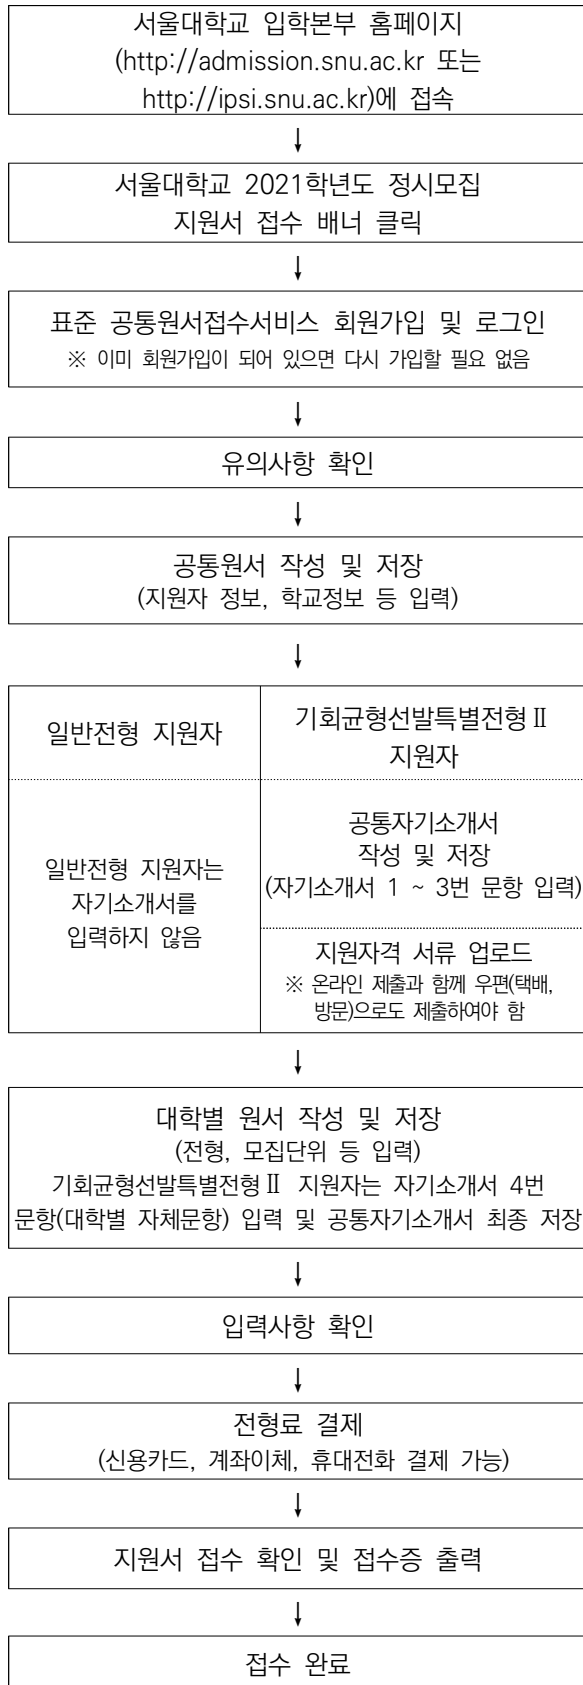 서울대학교 입학본부 홈페이지
(http://admission.snu.ac.kr 또는
http://ipsi.snu.ac.kr)에 접속
↓
서울대학교 2021학년도 정시모집
지원서 접수 배너 클릭
↓
표준 공통원서접수서비스 회원가입 및 로그인
※ 이미 회원가입이 되어 있으면 다시 가입할 필요 없음
↓
유의사항 확인
↓
공통원서 작성 및 저장
(지원자 정보, 학교정보 등 입력)
↓
일반전형 지원자
기회균형선발특별전형Ⅱ
지원자
일반전형 지원자는
자기소개서를
입력하지 않음
공통자기소개서
작성 및 저장
(자기소개서 1 ~ 3번 문항 입력)
지원자격 서류 업로드
※ 온라인 제출과 함께 우편(택배,
방문)으로도 제출하여야 함
↓
대학별 원서 작성 및 저장
(전형, 모집단위 등 입력)
기회균형선발특별전형Ⅱ 지원자는 자기소개서 4번
문항(대학별 자체문항) 입력 및 공통자기소개서 최종 저장
↓
입력사항 확인
↓
전형료 결제
(신용카드, 계좌이체, 휴대전화 결제 가능)
↓
지원서 접수 확인 및 접수증 출력
↓
접수 완료